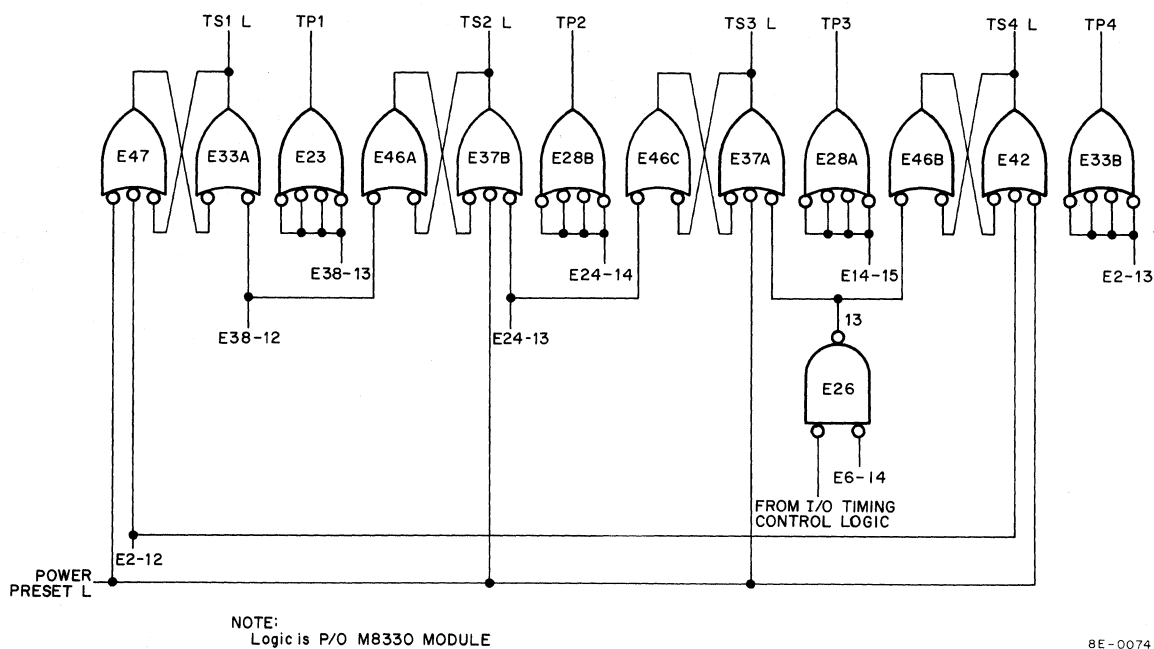 TS1 L TP1 TS2 L TP2 TS3 L TP3 TS4 L TP4
E47 E33A E23 E46A E37B E28B E46C E37A E28A E46B E42 E33B
E38-13 E24-14 E14-15 E2-13
E38-12 E24-13 13
E26
E6-14
FROM I/O TIMING
CONTROL LOGIC
E2-12
POWER
PRESET L
NOTE:
Logic is P/O M8330 MODULE
8E-0074